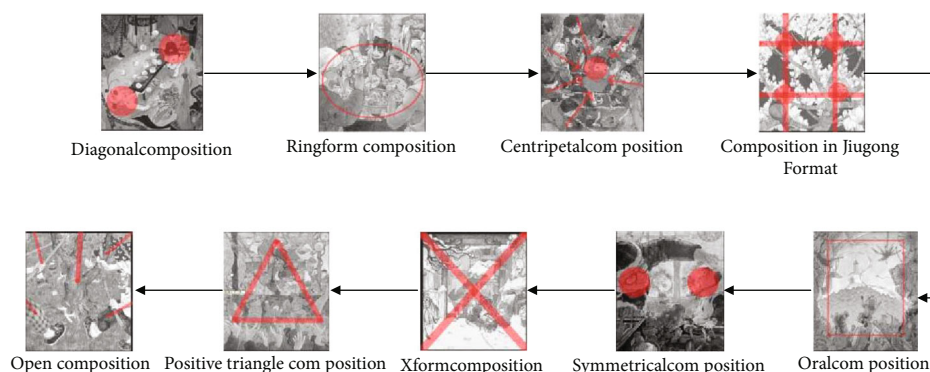 Diagonalcomposition
Ringform composition
Centripetalcom position
Composition in Jiugong
Format
Open composition
Positive triangle com position
Xformcomposition
Symmetricalcom position
Oralcom position